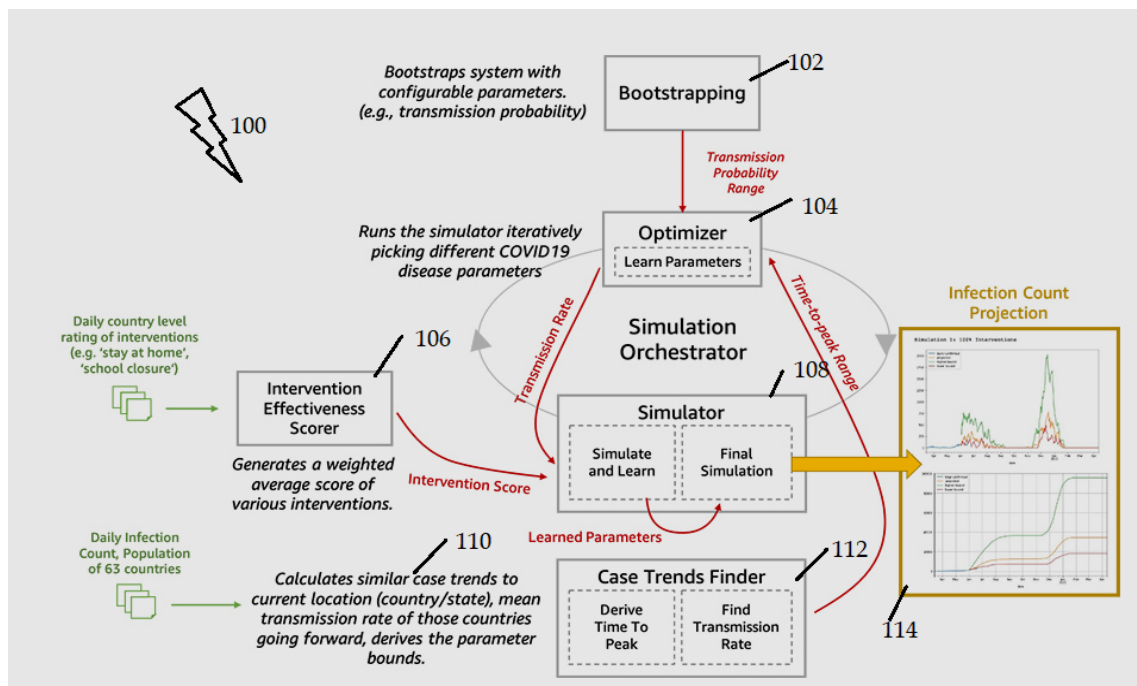 102
Bootstraps system with
configurable parameters.
(e.g., transmission probability)
Bootstrapping
100
Transmission
Probability
Range
104
Optimizer
Learn Parameters
Runs the simulator iteratively
picking different COVID19
disease parameters
Transmission Rate
Time-to-peak Range
Simulation
Orchestrator
Infection Count
Projection
Simulation Is 100% Interventions
Daily country level
rating of interventions
(e.g. ‘stay at home’,
‘school closure’)
106
Intervention
Effectiveness
Scorer
Generates a weighted
average score of
various interventions.
Intervention Score
108
Simulator
Simulate
and Learn
Final
Simulation
Learned Parameters
Daily Infection
Count, Population
of 63 countries
110
Calculates similar case trends to
current location (country/state), mean
transmission rate of those countries
going forward, derives the parameter
bounds.
112
Case Trends Finder
Derive
Time To
Peak
Find
Transmission
Rate
114